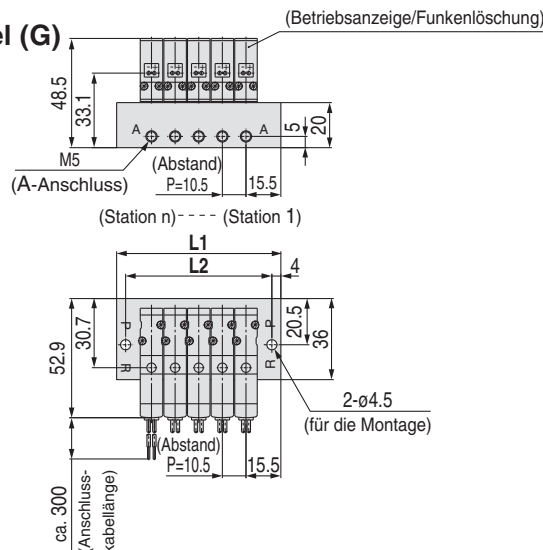 el (G)
(Betriebsanzeige/Funkenlöschung)
48.5
33.1
A
A
5
20
M5
(A-Anschluss)
(Abstand)
P=10.5
15.5
(Station n)---- (Station 1)
L1
L2
4
52.9
30.7
P
R
P
R
20.5
36
2-ø4.5
(für die Montage)
(Abstand)
P=10.5
15.5
ca. 300
(Anschluss-
kabellänge)